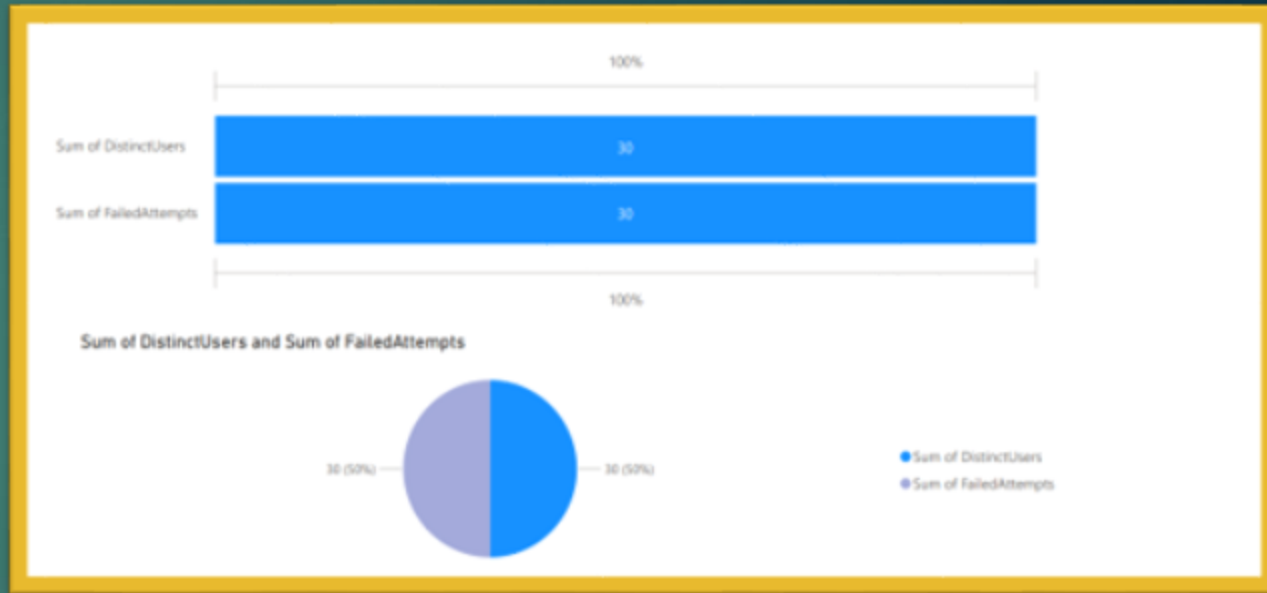 100%
Sum of DistinctUsers
30
Sum of FailedAttempts
30
100%
Sum of DistinctUsers and Sum of FailedAttempts
30 (50%)
30 (50%)
Sum of DistinctUsers
Sum of FailedAttempts